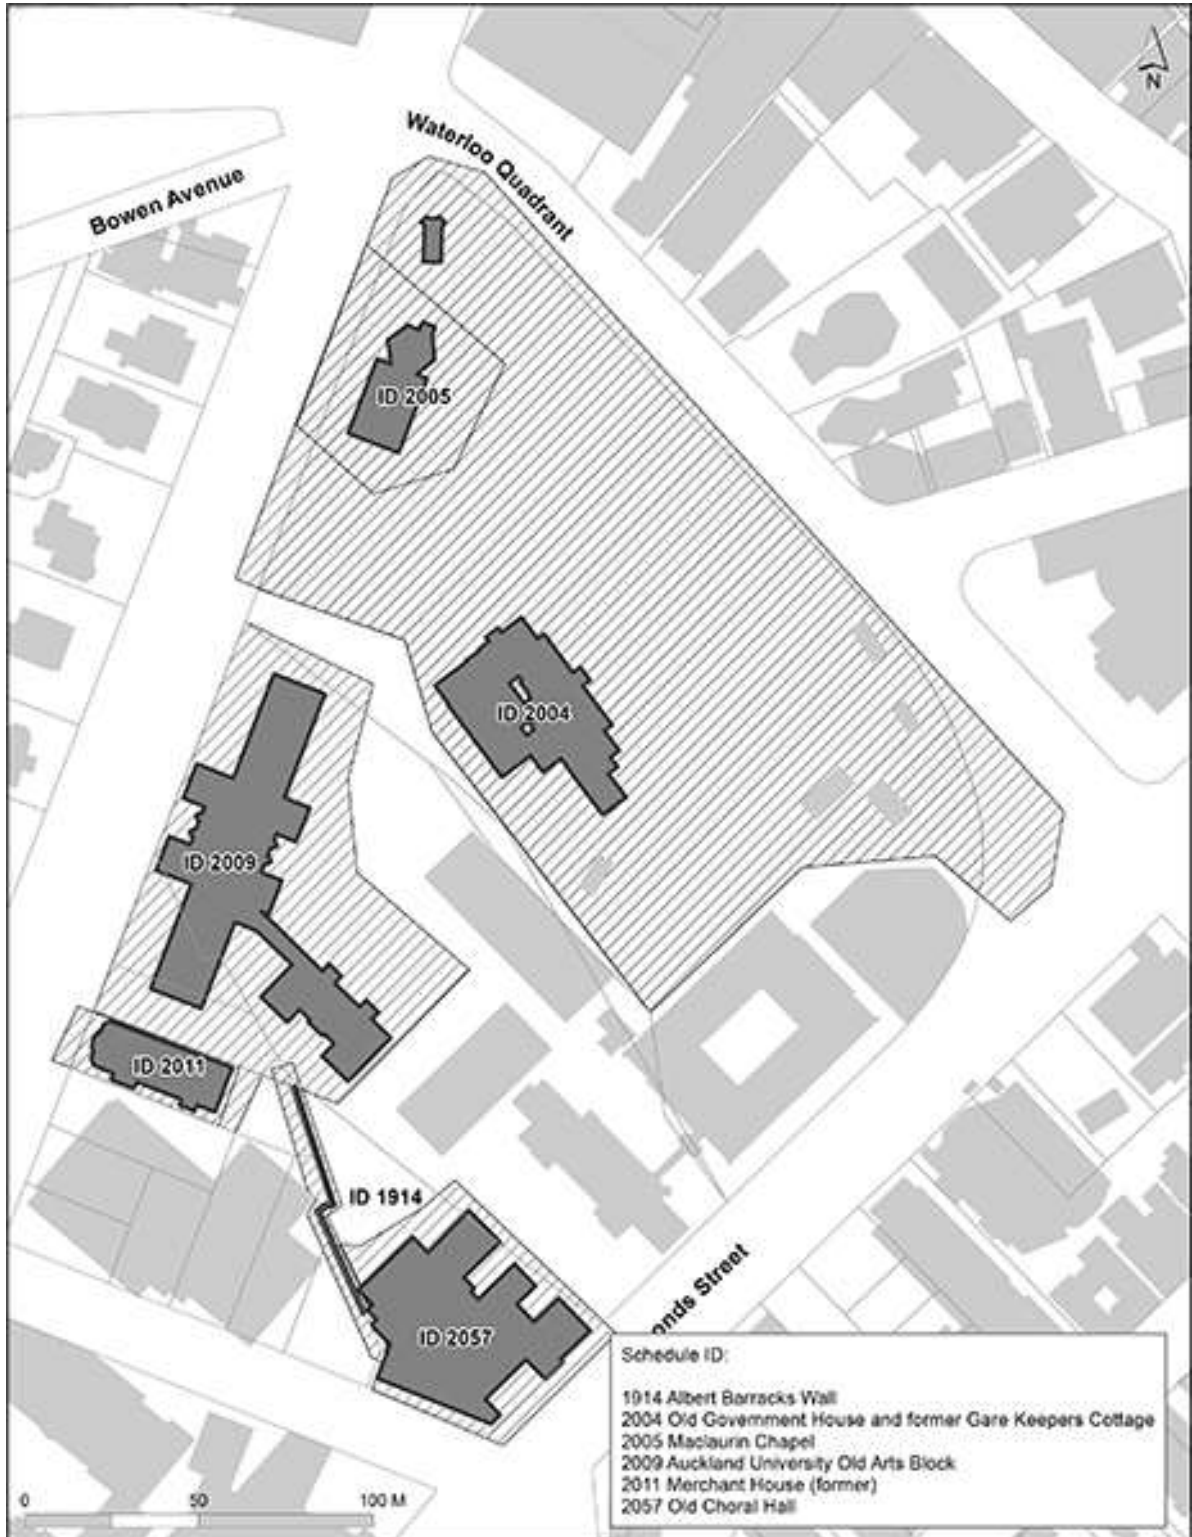 N
Waterloo Quadrant
Bowen Avenue
ID 2005
ID 2004
ID 2009
ID 2011
ID 1914
ID 2057
onds Street
Schedule ID:
1914 Albert Barracks Wall
2004 Old Government House and former Gare Keepers Cottage
2005 Maclaurin Chapel
2009 Auckland University Old Arts Block
2011 Merchant House (former)
2057 Old Choral Hall
0 50 100 M